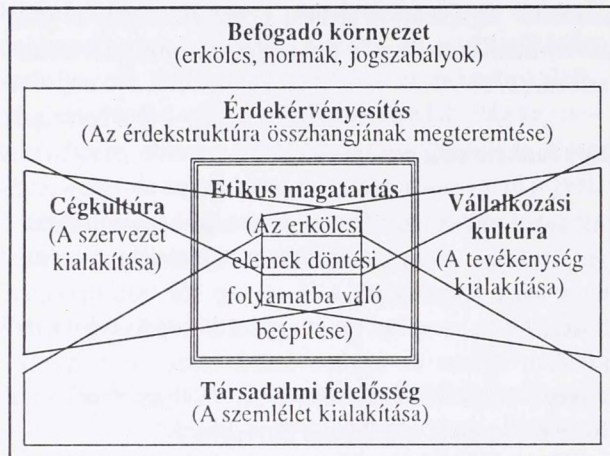 Befogadó környezet
(erkölcs, normák, jogszabályok)
Érdekérvényesítés
(Az érdekstruktúra összhangjának megteremtése)
Etikus magatartás
(Az erkölcsi
elemek döntési
folyamatba való
beépítése)
Cégkultúra
(A szervezet
kialakítása)
Vállalkozási
kultúra
(A tevékenység
kialakítása)
Társadalmi felelősség
(A szemlélet kialakítása)